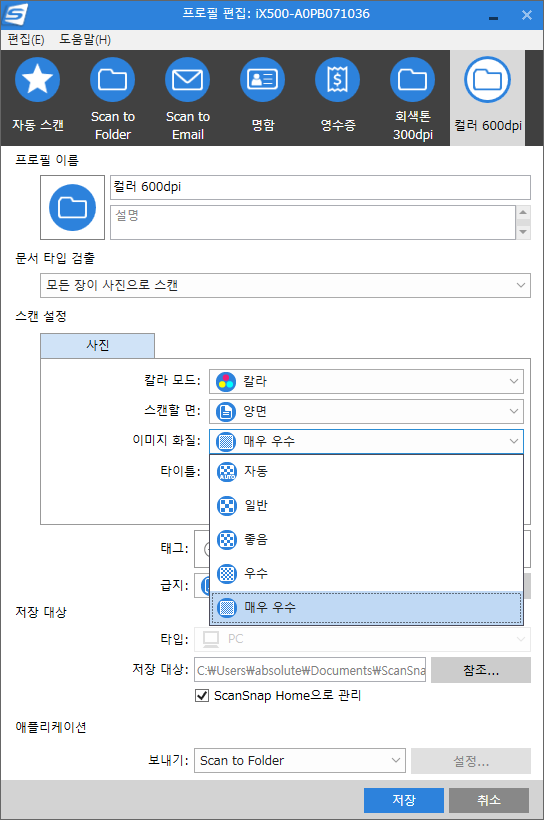 프로필 편집: iX500-A0PB071036
편집(E) 도움말(H)
자동 스캔
Scan to Folder
Scan to Email
명함
영수증
회색톤 300dpi
컬러 600dpi
프로필 이름
컬러 600dpi
설명
문서 타입 검출
모든 장이 사진으로 스캔
스캔 설정
사진
칼라 모드: 칼라
스캔할 면: 양면
이미지 화질: 매우 우수
타이틀:
AUTO 자동
일반
좋음
우수
매우 우수
태그:
급지:
저장 대상
타입: PC
저장 대상: C:₩Users₩absolute₩Documents₩ScanSna 참조...
ScanSnap Home으로 관리
애플리케이션
보내기: Scan to Folder 설정...
저장 취소